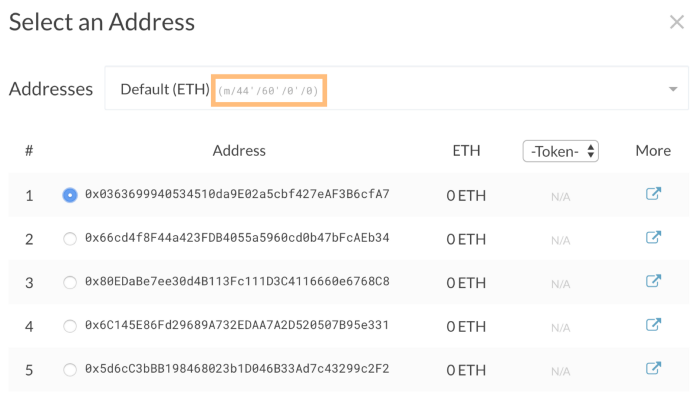 Select an Address
Addresses Default (ETH) (m/44'/60'/0'/0)
# Address ETH -Token- More
1 0x0363699940534510da9E02a5cbf427eAF3B6cfA7 0 ETH N/A
2 0x66cd4f8F44a423FDB4055a5960cd0b47bFcAEb34 0 ETH N/A
3 0x80EDaBe7ee30d4B113Fc111D3C4116660e6768C8 0 ETH N/A
4 0x6C145E86Fd29689A732EDAA7A2D520507B95e331 0 ETH N/A
5 0x5d6cC3bBB198468023b1D046B33Ad7c43299c2F2 0 ETH N/A